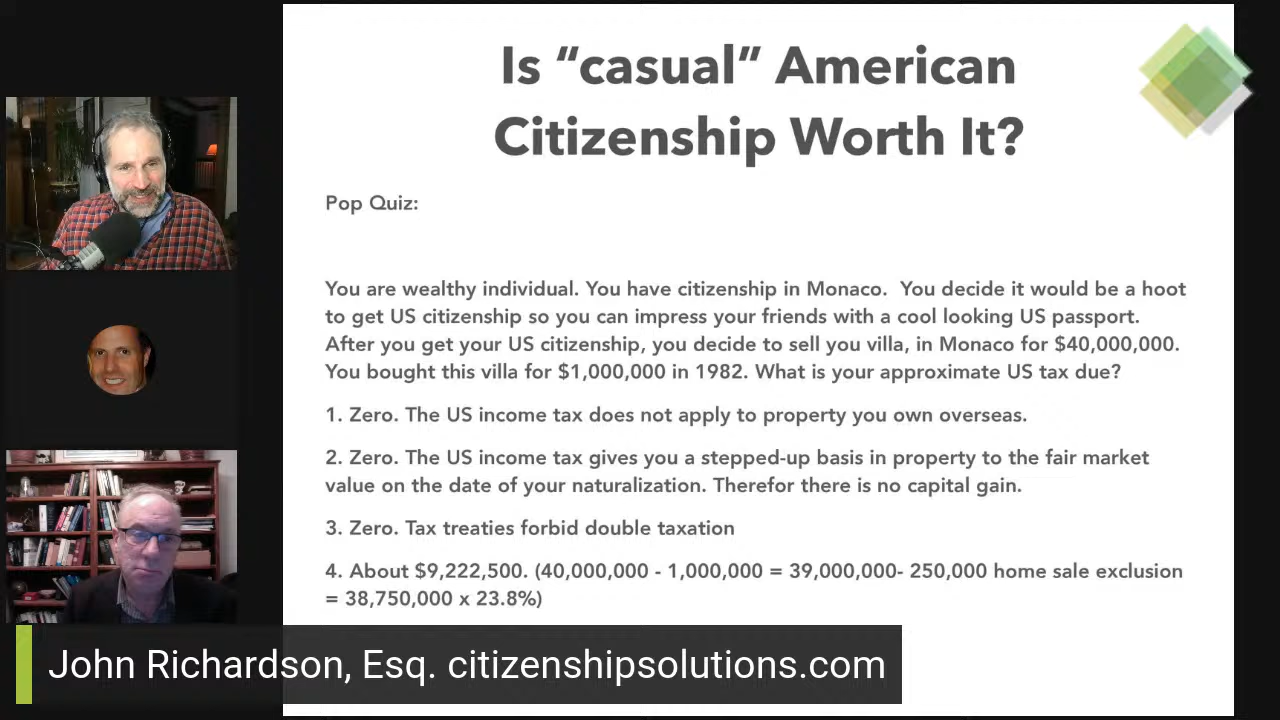 Is “casual” American
Citizenship Worth It?
Pop Quiz:
You are wealthy individual. You have citizenship in Monaco.  You decide it would be a hoot
to get US citizenship so you can impress your friends with a cool looking US passport.
After you get your US citizenship, you decide to sell you villa, in Monaco for $40,000,000.
You bought this villa for $1,000,000 in 1982. What is your approximate US tax due?
1. Zero. The US income tax does not apply to property you own overseas.
2. Zero. The US income tax gives you a stepped-up basis in property to the fair market
value on the date of your naturalization. Therefor there is no capital gain.
3. Zero. Tax treaties forbid double taxation
4. About $9,222,500. (40,000,000 - 1,000,000 = 39,000,000- 250,000 home sale exclusion
= 38,750,000 x 23.8%)
John Richardson, Esq. citizenshipsolutions.com